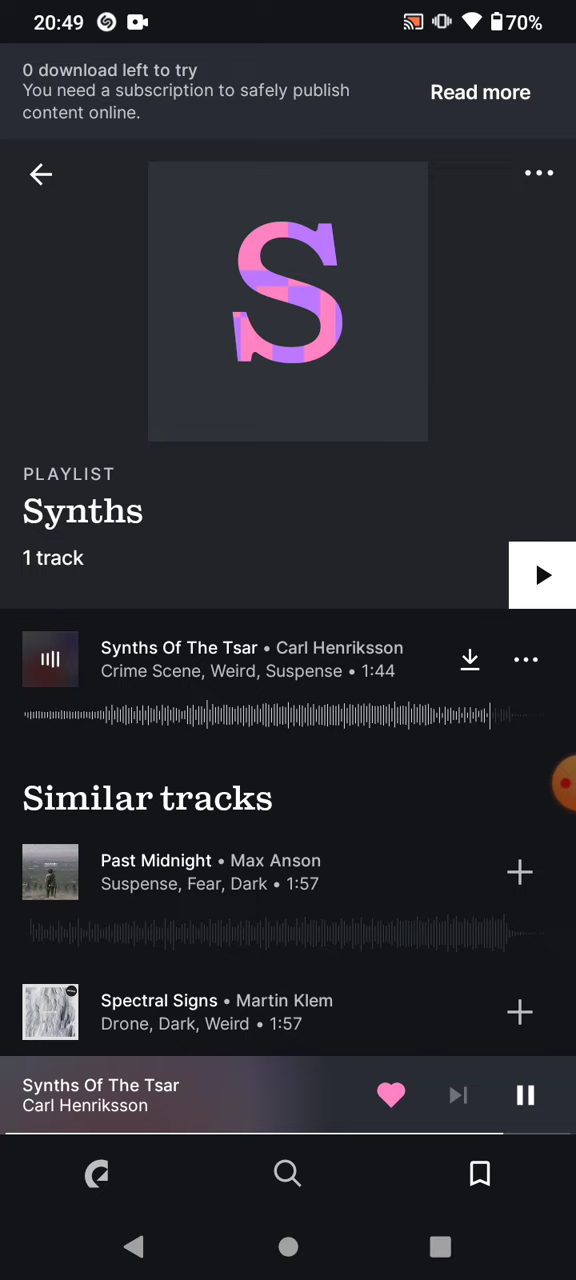 20:49
70%
0 download left to try
You need a subscription to safely publish
content online.
Read more
S
PLAYLIST
Synths
1 track
Synths Of The Tsar • Carl Henriksson
Crime Scene, Weird, Suspense • 1:44
Similar tracks
Past Midnight • Max Anson
Suspense, Fear, Dark • 1:57
Spectral Signs • Martin Klem
Drone, Dark, Weird • 1:57
Synths Of The Tsar
Carl Henriksson